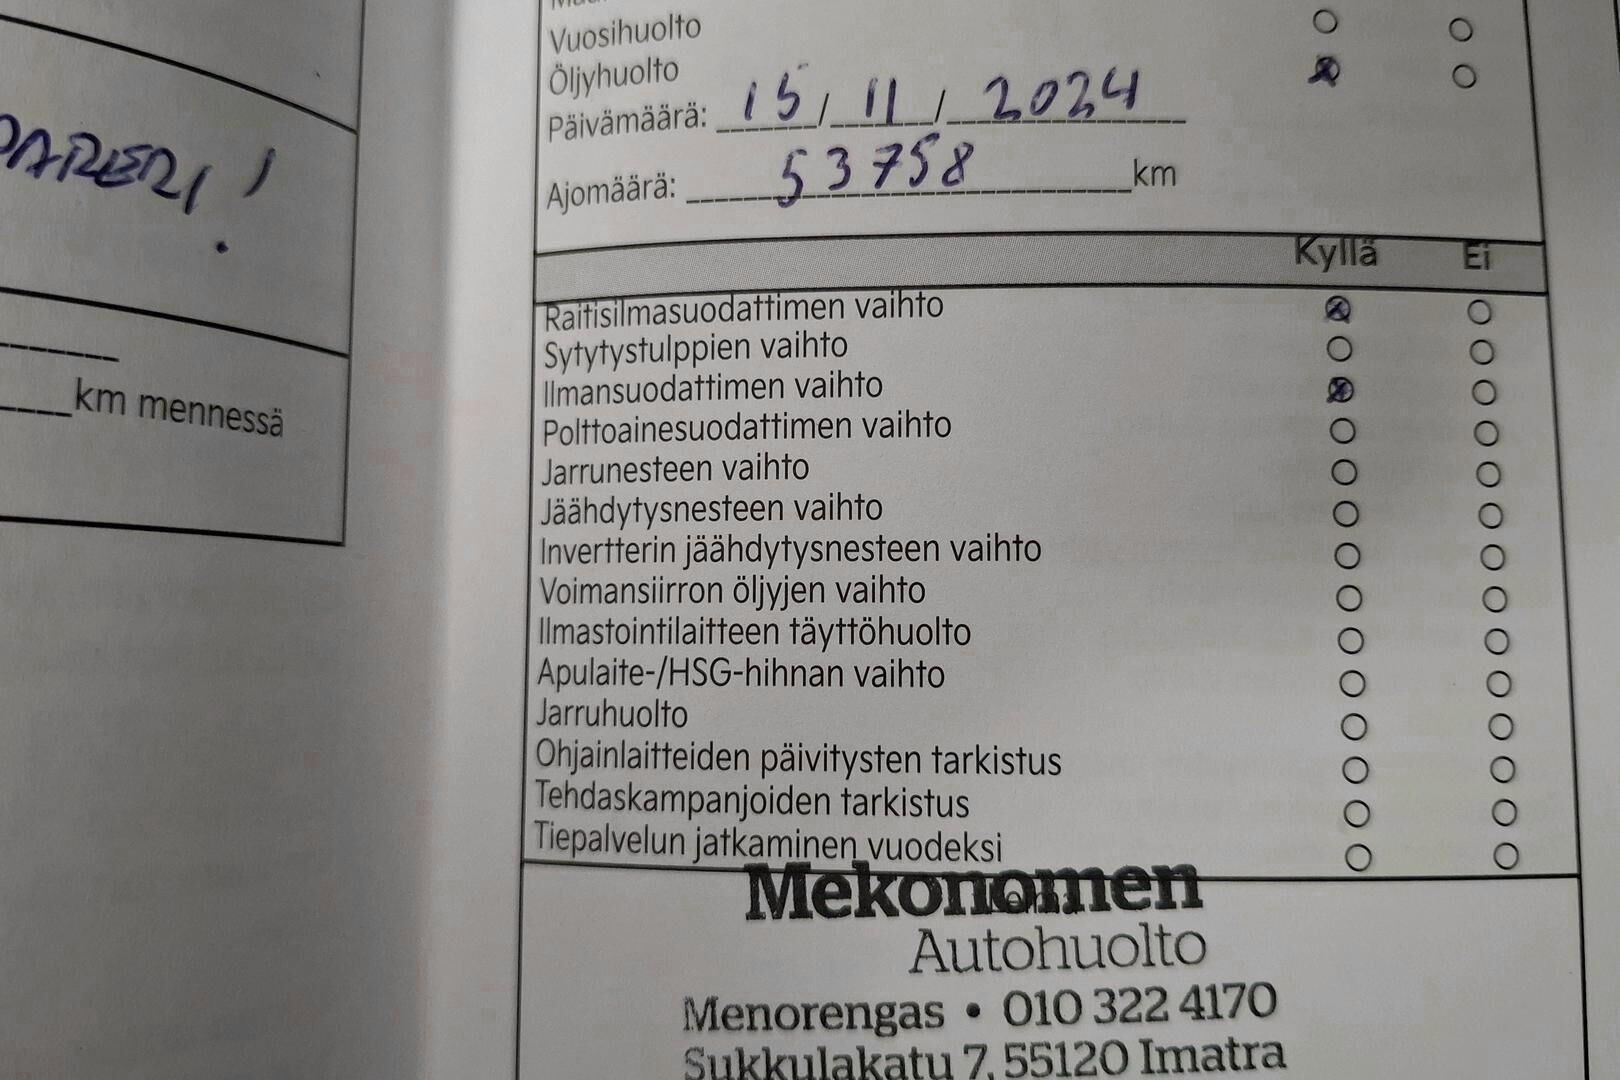 Vuosihuolto
Öljyhuolto
Päivämäärä: 15 / 11 / 2024
Ajomäärä: 53758 km
Kyllä Ei
Raitisilmasuodattimen vaihto
Sytytystulppien vaihto
Ilmansuodattimen vaihto
Polttoainesuodattimen vaihto
Jarrunesteen vaihto
Jäähdytysnesteen vaihto
Invertterin jäähdytysnesteen vaihto
Voimansiirron öljyjen vaihto
Ilmastointilaitteen täyttöhuolto
Apulaite-/HSG-hihnan vaihto
Jarruhuolto
Ohjainlaitteiden päivitysten tarkistus
Tehdaskampanjoiden tarkistus
Tiepalvelun jatkaminen vuodeksi
Mekonomen
Autohuolto
Menorengas • 010 322 4170
Sukkulakatu 7, 55120 Imatra
km mennessä